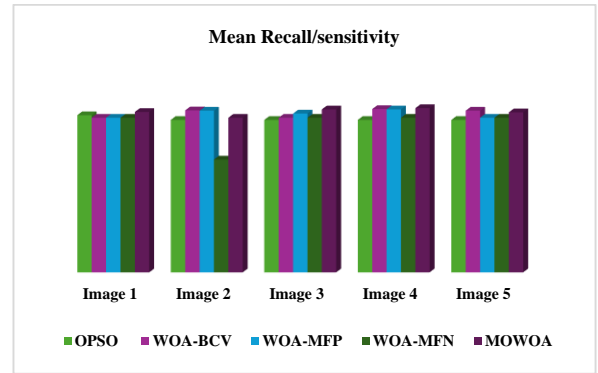 Mean Recall/sensitivity
Image 1 Image 2 Image 3 Image 4 Image 5
OPSO WOA-BCV WOA-MFP WOA-MFN MOWOA